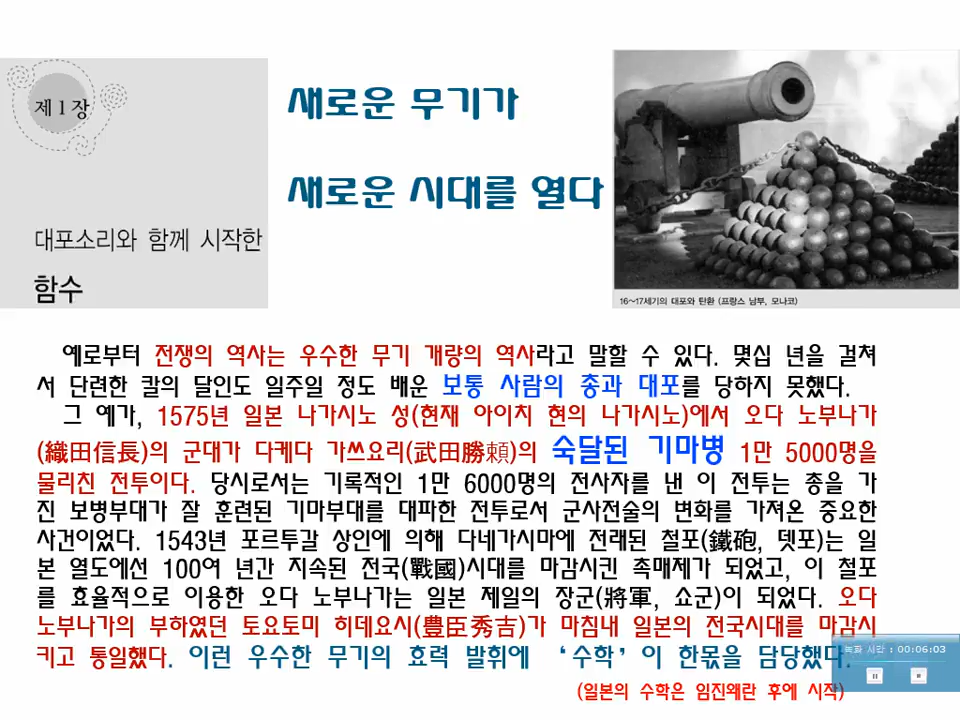 제 1 장
대포소리와 함께 시작한
함수
새로운 무기가
새로운 시대를 열다
16~17세기의 대포와 탄환 (프랑스 남부, 모나코)
예로부터 전쟁의 역사는 우수한 무기 개량의 역사라고 말할 수 있다. 몇십 년을 걸쳐
서 단련한 칼의 달인도 일주일 정도 배운 보통 사람의 총과 대포를 당하지 못했다.
그 예가, 1575년 일본 나가시노 성(현재 아이치 현의 나가시노)에서 오다 노부나가
(織田信長)의 군대가 다케다 가쓰요리(武田勝頼)의 숙달된 기마병 1만 5000명을
물리친 전투이다. 당시로서는 기록적인 1만 6000명의 전사자를 낸 이 전투는 총을 가
진 보병부대가 잘 훈련된 기마부대를 대파한 전투로서 군사전술의 변화를 가져온 중요한
사건이었다. 1543년 포르투갈 상인에 의해 다네가시마에 전래된 철포(鐵砲, 뎃포)는 일
본 열도에선 100여 년간 지속된 전국(戰國)시대를 마감시킨 촉매제가 되었고, 이 철포
를 효율적으로 이용한 오다 노부나가는 일본 제일의 장군(將軍, 쇼군)이 되었다. 오다
노부나가의 부하였던 토요토미 히데요시(豊臣秀吉)가 마침내 일본의 전국시대를 마감시
키고 통일했다. 이런 우수한 무기의 효력 발휘에 ‘수학’이 한몫을 담당했다.
(일본의 수학은 임진왜란 후에 시작)
녹화 시간 : 00:06:03